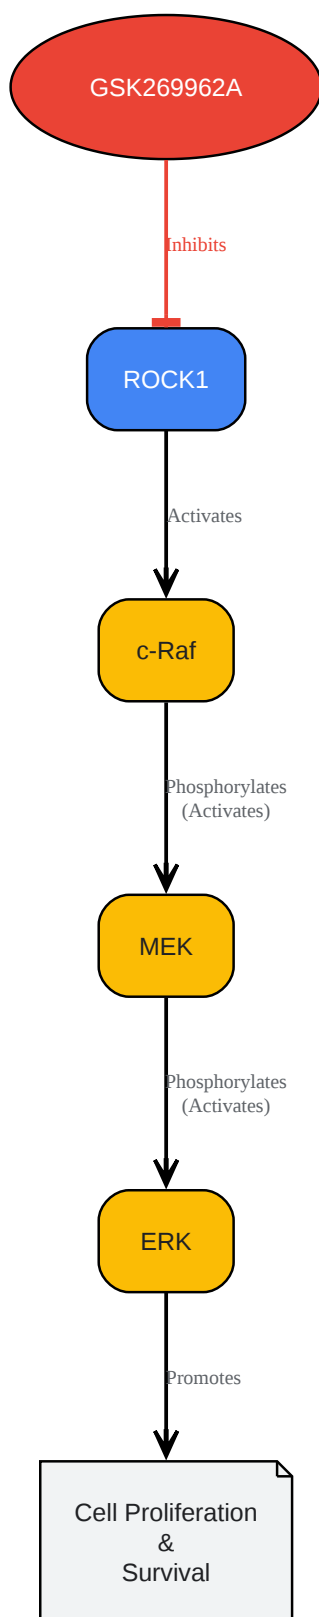 GSK269962A
Inhibits
ROCK1
Activates
c-Raf
Phosphorylates
(Activates)
MEK
Phosphorylates
(Activates)
ERK
Promotes
Cell Proliferation
&
Survival